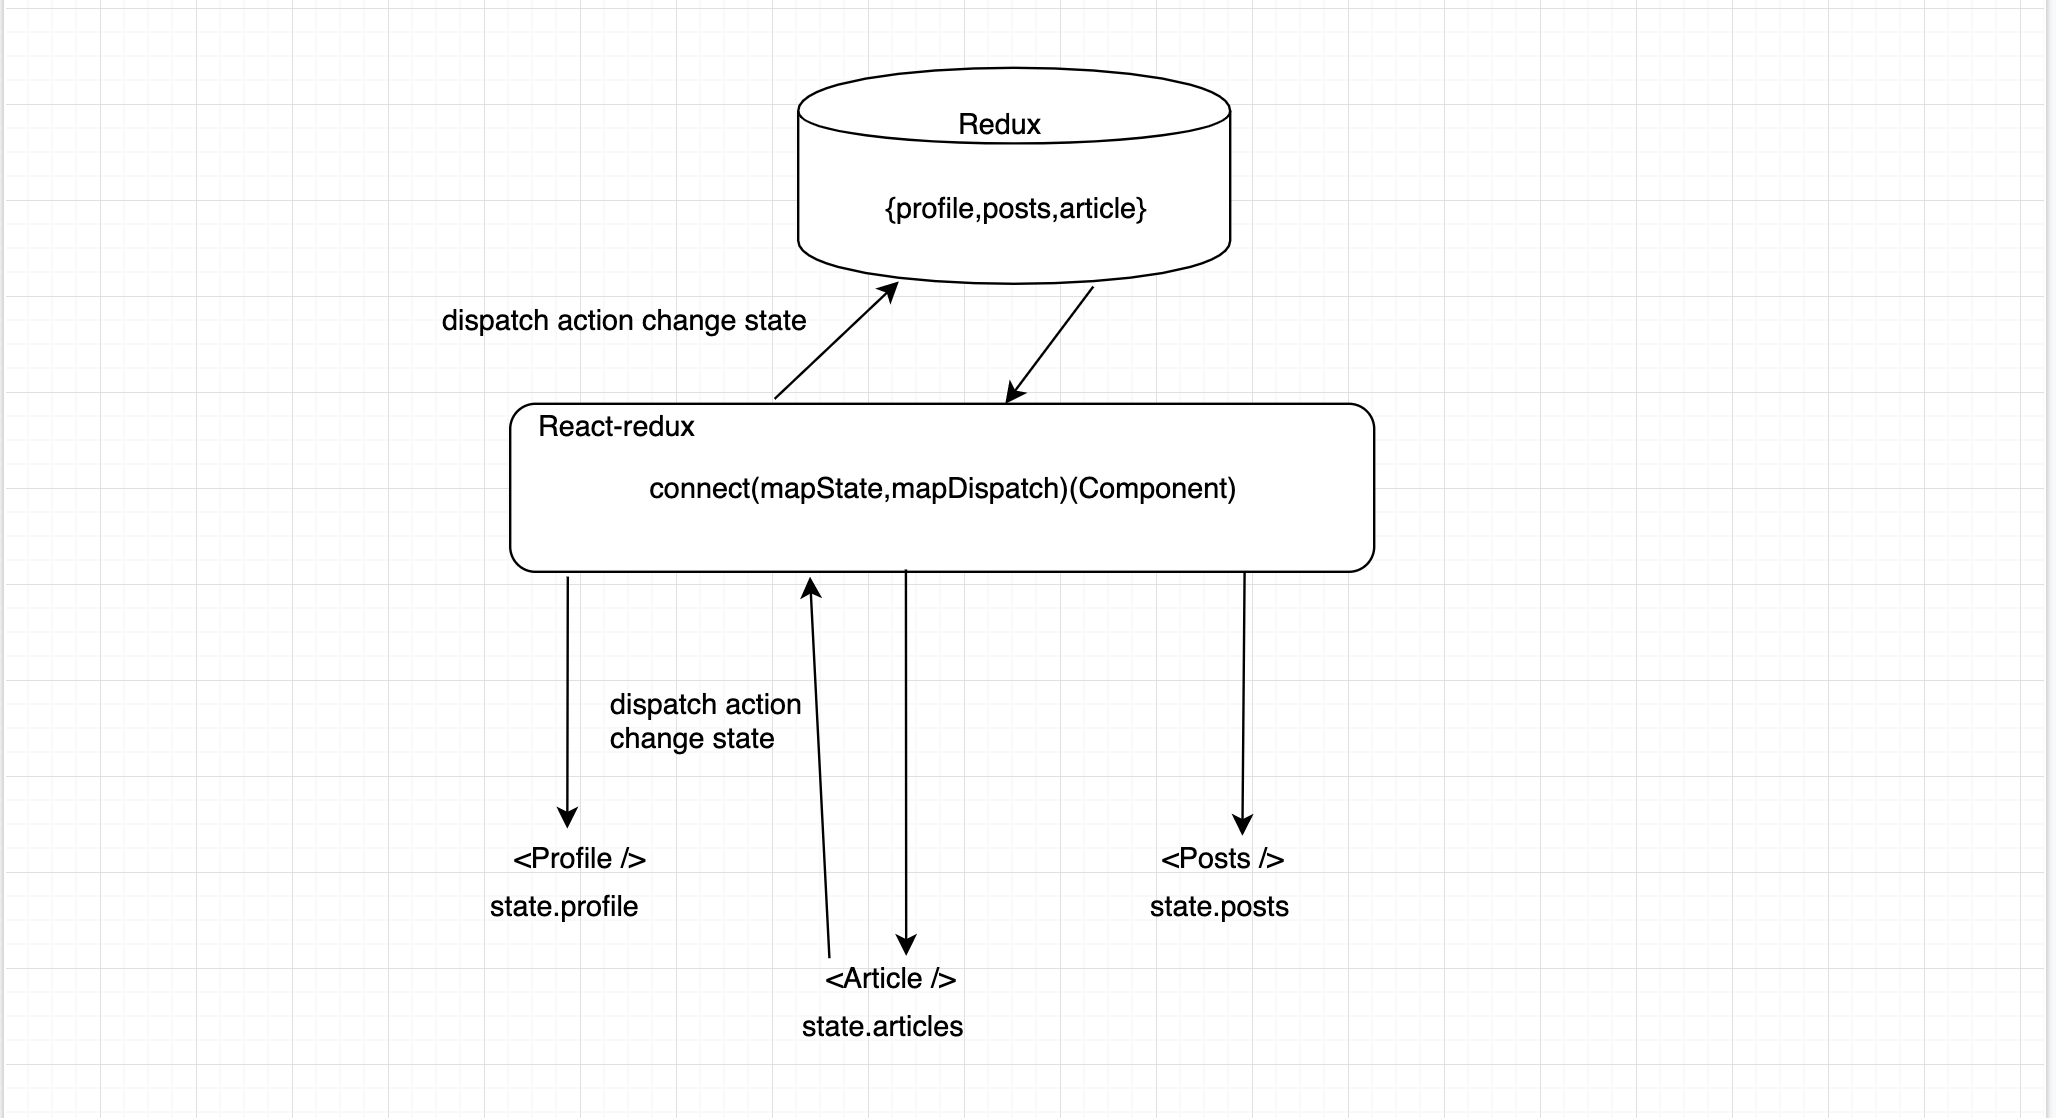 Redux
{profile,posts,article}
dispatch action change state
React-redux
connect(mapState,mapDispatch)(Component)
dispatch action
change state
<Profile />
state.profile
<Posts />
state.posts
<Article />
state.articles